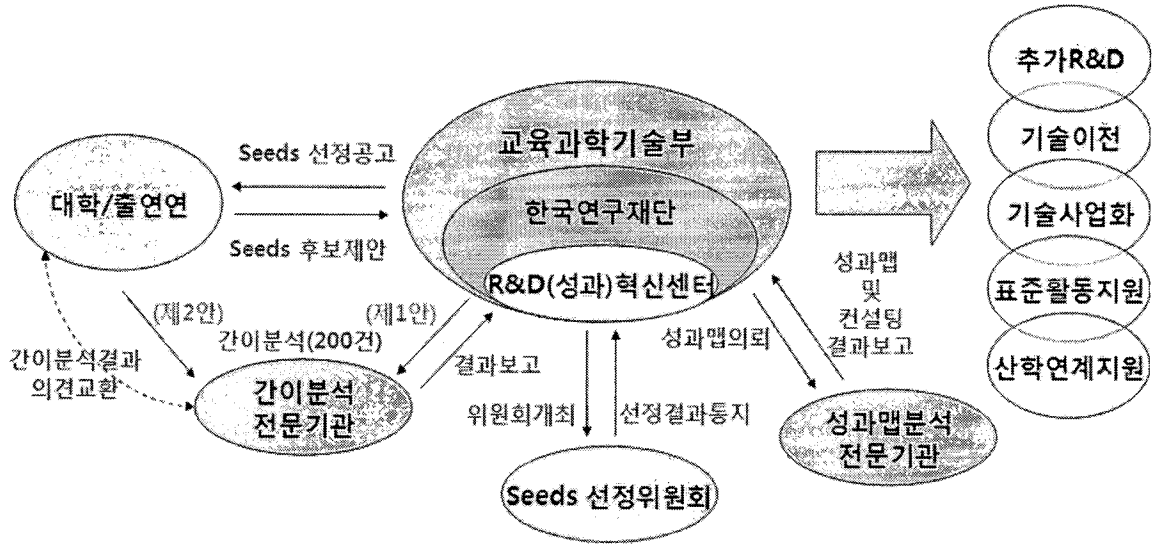 추가R&D
교육과학기술부
기술이전
Seeds 선정공고
대학/출연연
한국연구재단
기술사업화
Seeds 후보제안
R&D(성과)혁신센터
성과맵
및
컨설팅
결과보고
표준활동지원
(제2안)
(제1안)
간이분석(200건)
간이분석결과
의견교환
결과보고
성과맵의뢰
산학연계지원
간이분석
전문기관
위원회개최
선정결과통지
성과맵분석
전문기관
Seeds 선정위원회